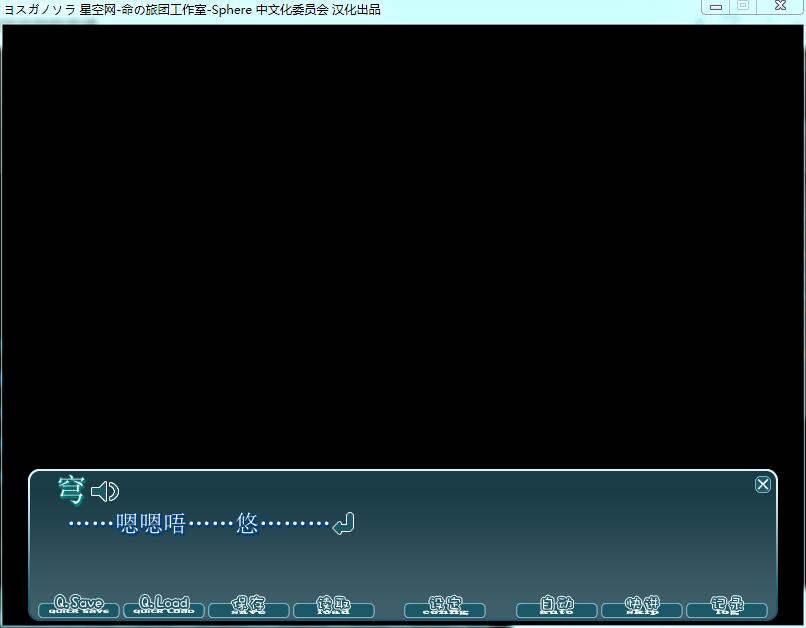 ヨスガノソラ 星空网-命の旅团工作室-Sphere 中文化委员会 汉化出品
穹
……嗯嗯唔……悠………
Q.Save Q.Load 保存 读取 设定 自动 快进 记录
quick save quick load save load config auto skip log